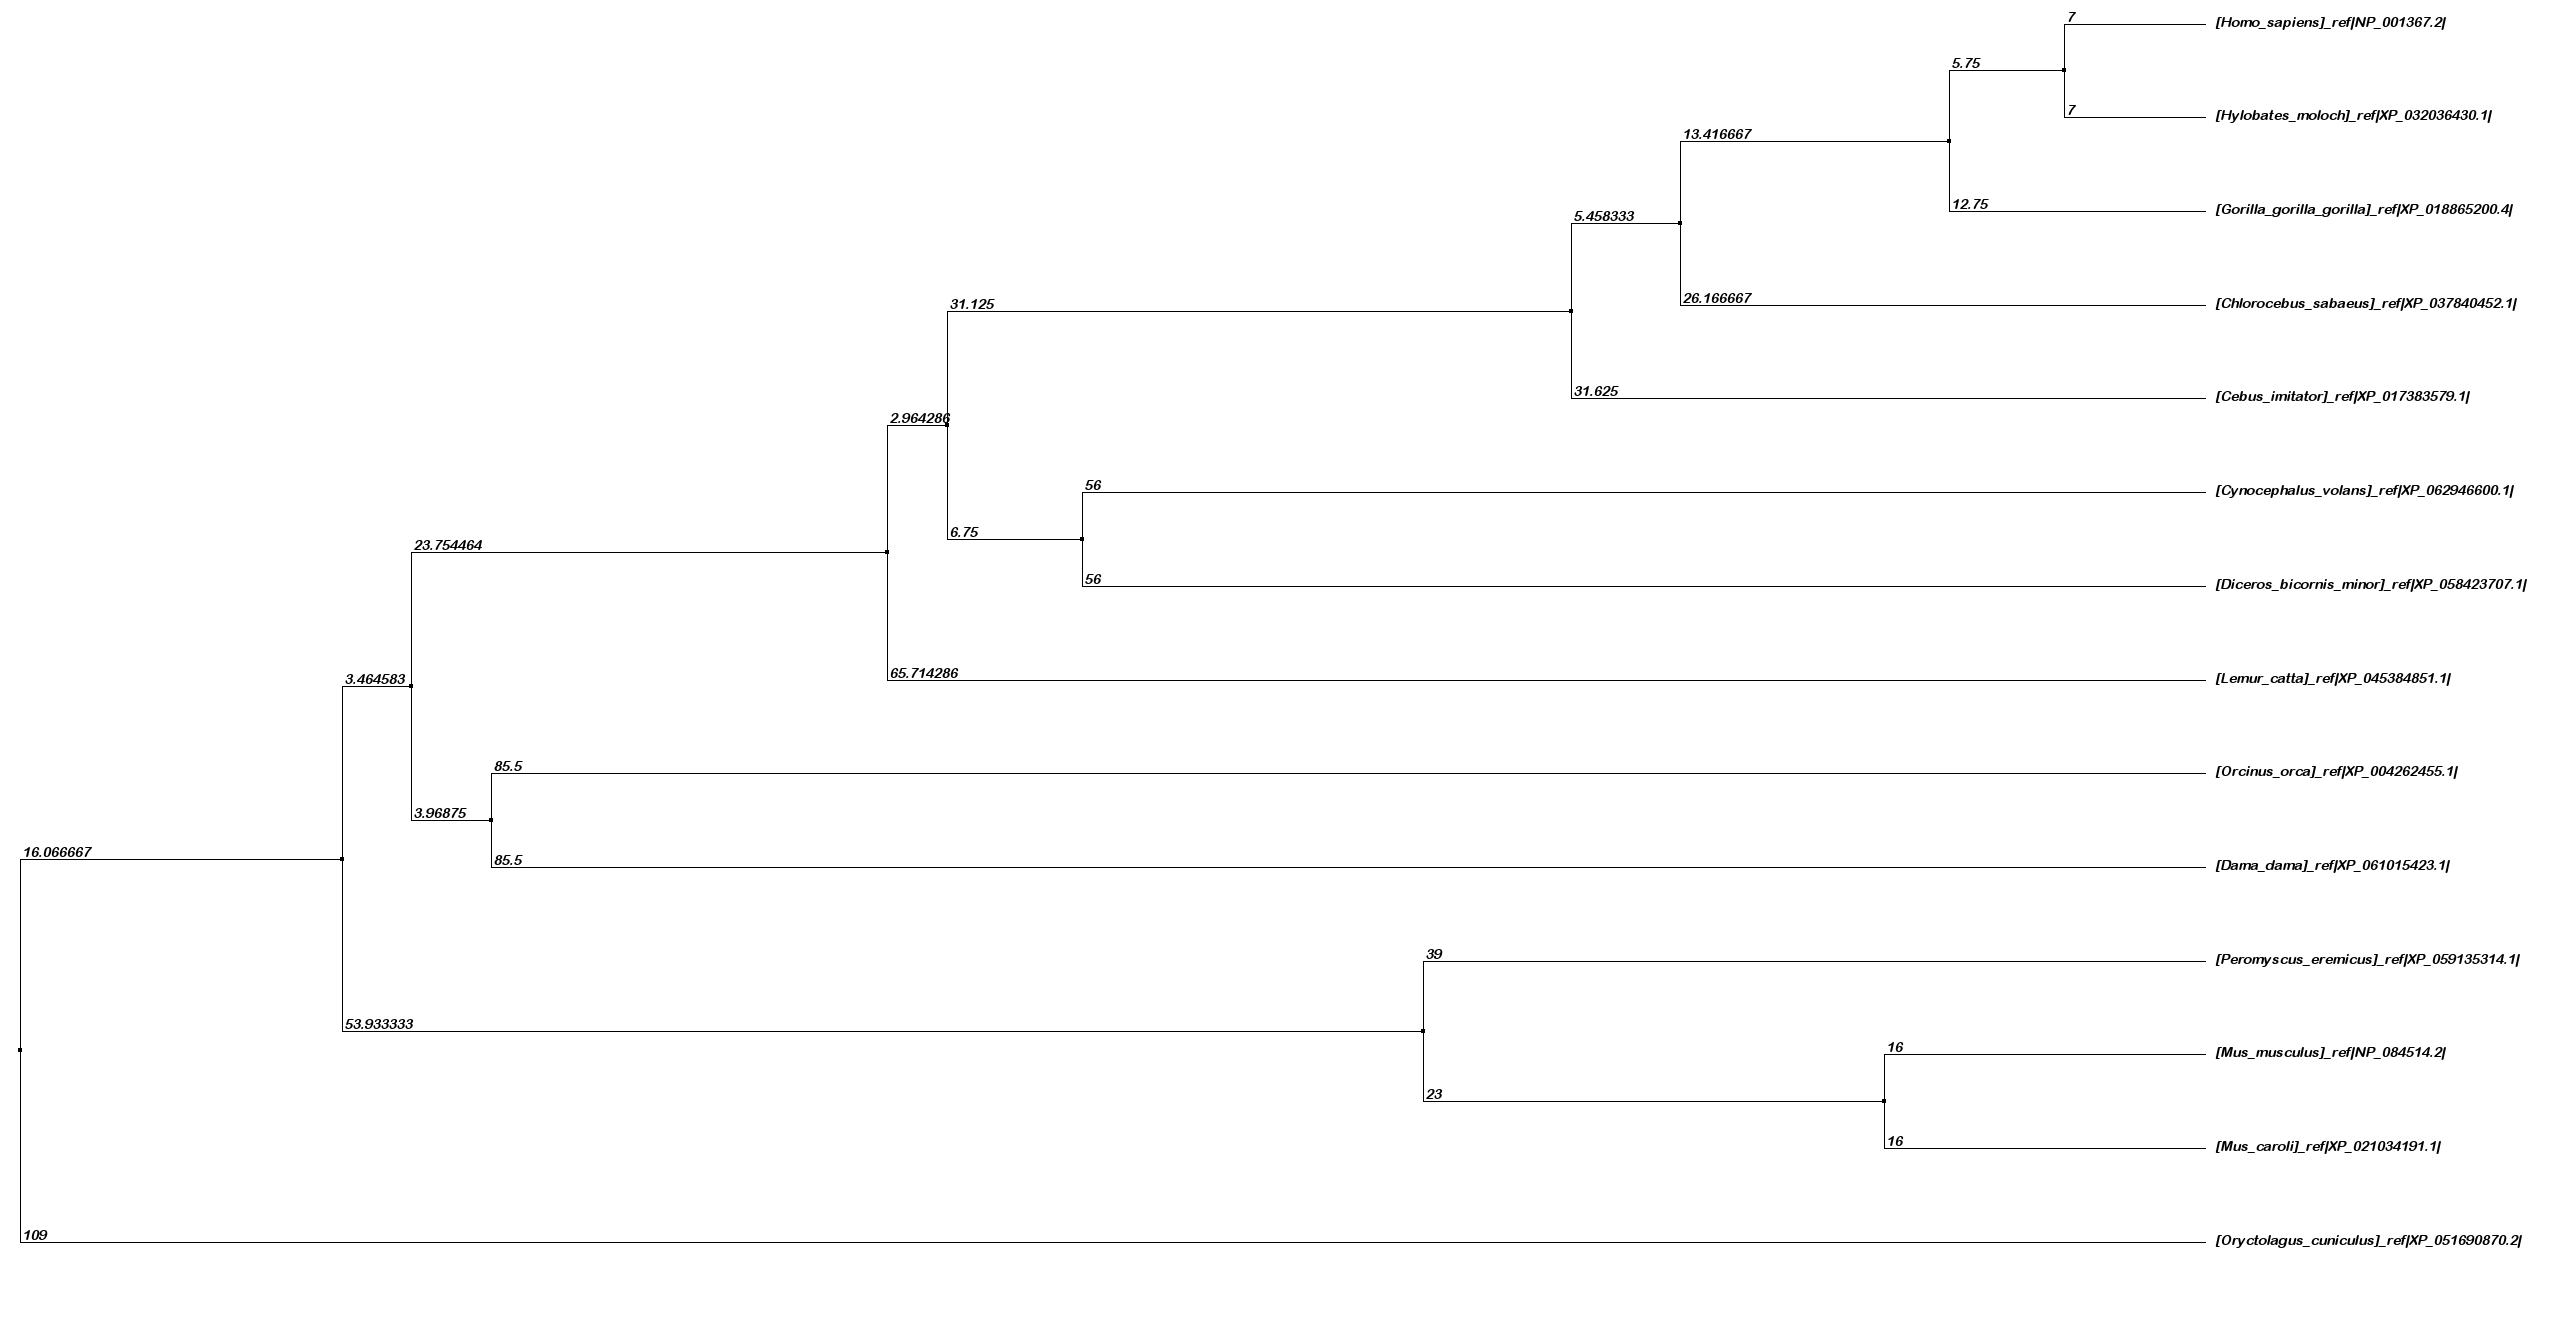 7
[Homo_sapiens]_ref|NP_001367.2|
5.75
7
[Hylobates_moloch]_ref|XP_032036430.1|
13.416667
12.75
[Gorilla_gorilla_gorilla]_ref|XP_018865200.4|
5.458333
26.166667
[Chlorocebus_sabaeus]_ref|XP_037840452.1|
31.125
31.625
[Cebus_imitator]_ref|XP_017383579.1|
2.964286
56
[Cynocephalus_volans]_ref|XP_062946600.1|
6.75
23.754464
56
[Diceros_bicornis_minor]_ref|XP_058423707.1|
65.714286
[Lemur_catta]_ref|XP_045384851.1|
3.464583
85.5
[Orcinus_orca]_ref|XP_004262455.1|
3.96875
16.066667
85.5
[Dama_dama]_ref|XP_061015423.1|
39
[Peromyscus_eremicus]_ref|XP_059135314.1|
53.933333
16
[Mus_musculus]_ref|NP_084514.2|
23
16
[Mus_caroli]_ref|XP_021034191.1|
109
[Oryctolagus_cuniculus]_ref|XP_051690870.2|